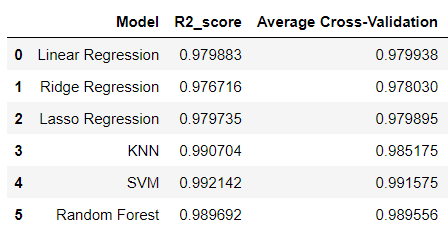 Model R2_score Average Cross-Validation
0 Linear Regression 0.979883 0.979938
1 Ridge Regression 0.976716 0.978030
2 Lasso Regression 0.979735 0.979895
3 KNN 0.990704 0.985175
4 SVM 0.992142 0.991575
5 Random Forest 0.989692 0.989556